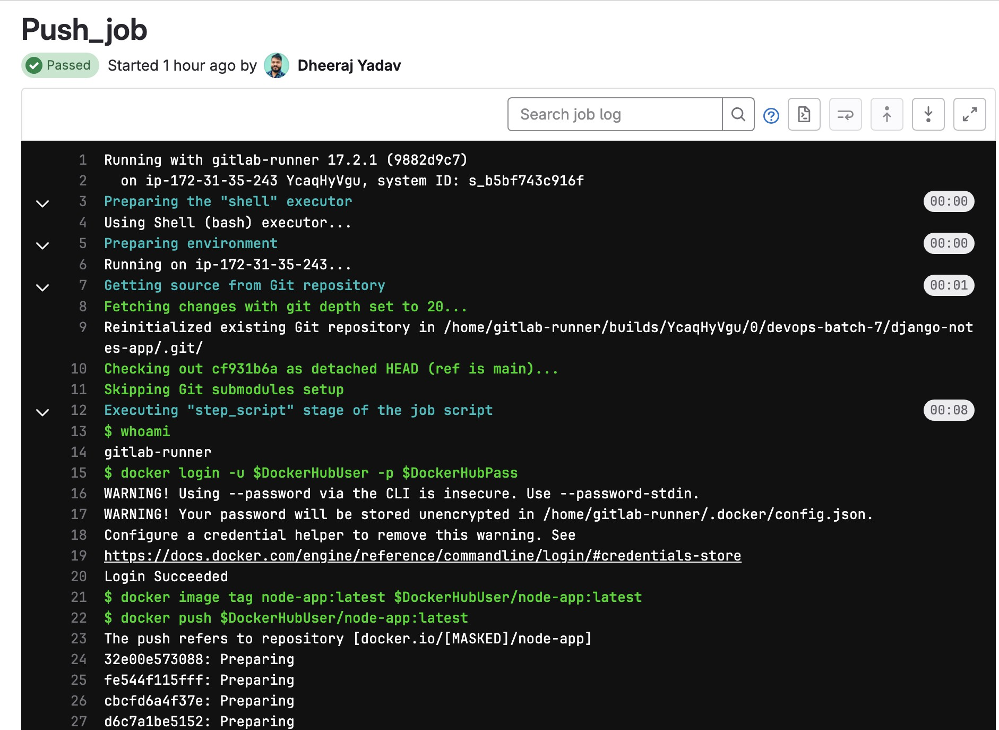 Push_job
Passed Started 1 hour ago by Dheeraj Yadav
Search job log
1 Running with gitlab-runner 17.2.1 (9882d9c7)
2 on ip-172-31-35-243 YcaqHyVgu, system ID: s_b5bf743c916f
3 Preparing the "shell" executor 00:00
4 Using Shell (bash) executor...
5 Preparing environment 00:00
6 Running on ip-172-31-35-243...
7 Getting source from Git repository 00:01
8 Fetching changes with git depth set to 20...
9 Reinitialized existing Git repository in /home/gitlab-runner/builds/YcaqHyVgu/0/devops-batch-7/django-not
es-app/.git/
10 Checking out cf931b6a as detached HEAD (ref is main)...
11 Skipping Git submodules setup
12 Executing "step_script" stage of the job script 00:08
13 $ whoami
14 gitlab-runner
15 $ docker login -u $DockerHubUser -p $DockerHubPass
16 WARNING! Using --password via the CLI is insecure. Use --password-stdin.
17 WARNING! Your password will be stored unencrypted in /home/gitlab-runner/.docker/config.json.
18 Configure a credential helper to remove this warning. See
19 https://docs.docker.com/engine/reference/commandline/login/#credentials-store
20 Login Succeeded
21 $ docker image tag node-app:latest $DockerHubUser/node-app:latest
22 $ docker push $DockerHubUser/node-app:latest
23 The push refers to repository [docker.io/[MASKED]/node-app]
24 32e00e573088: Preparing
25 fe544f115fff: Preparing
26 cbcfd6a4f37e: Preparing
27 d6c7a1be5152: Preparing